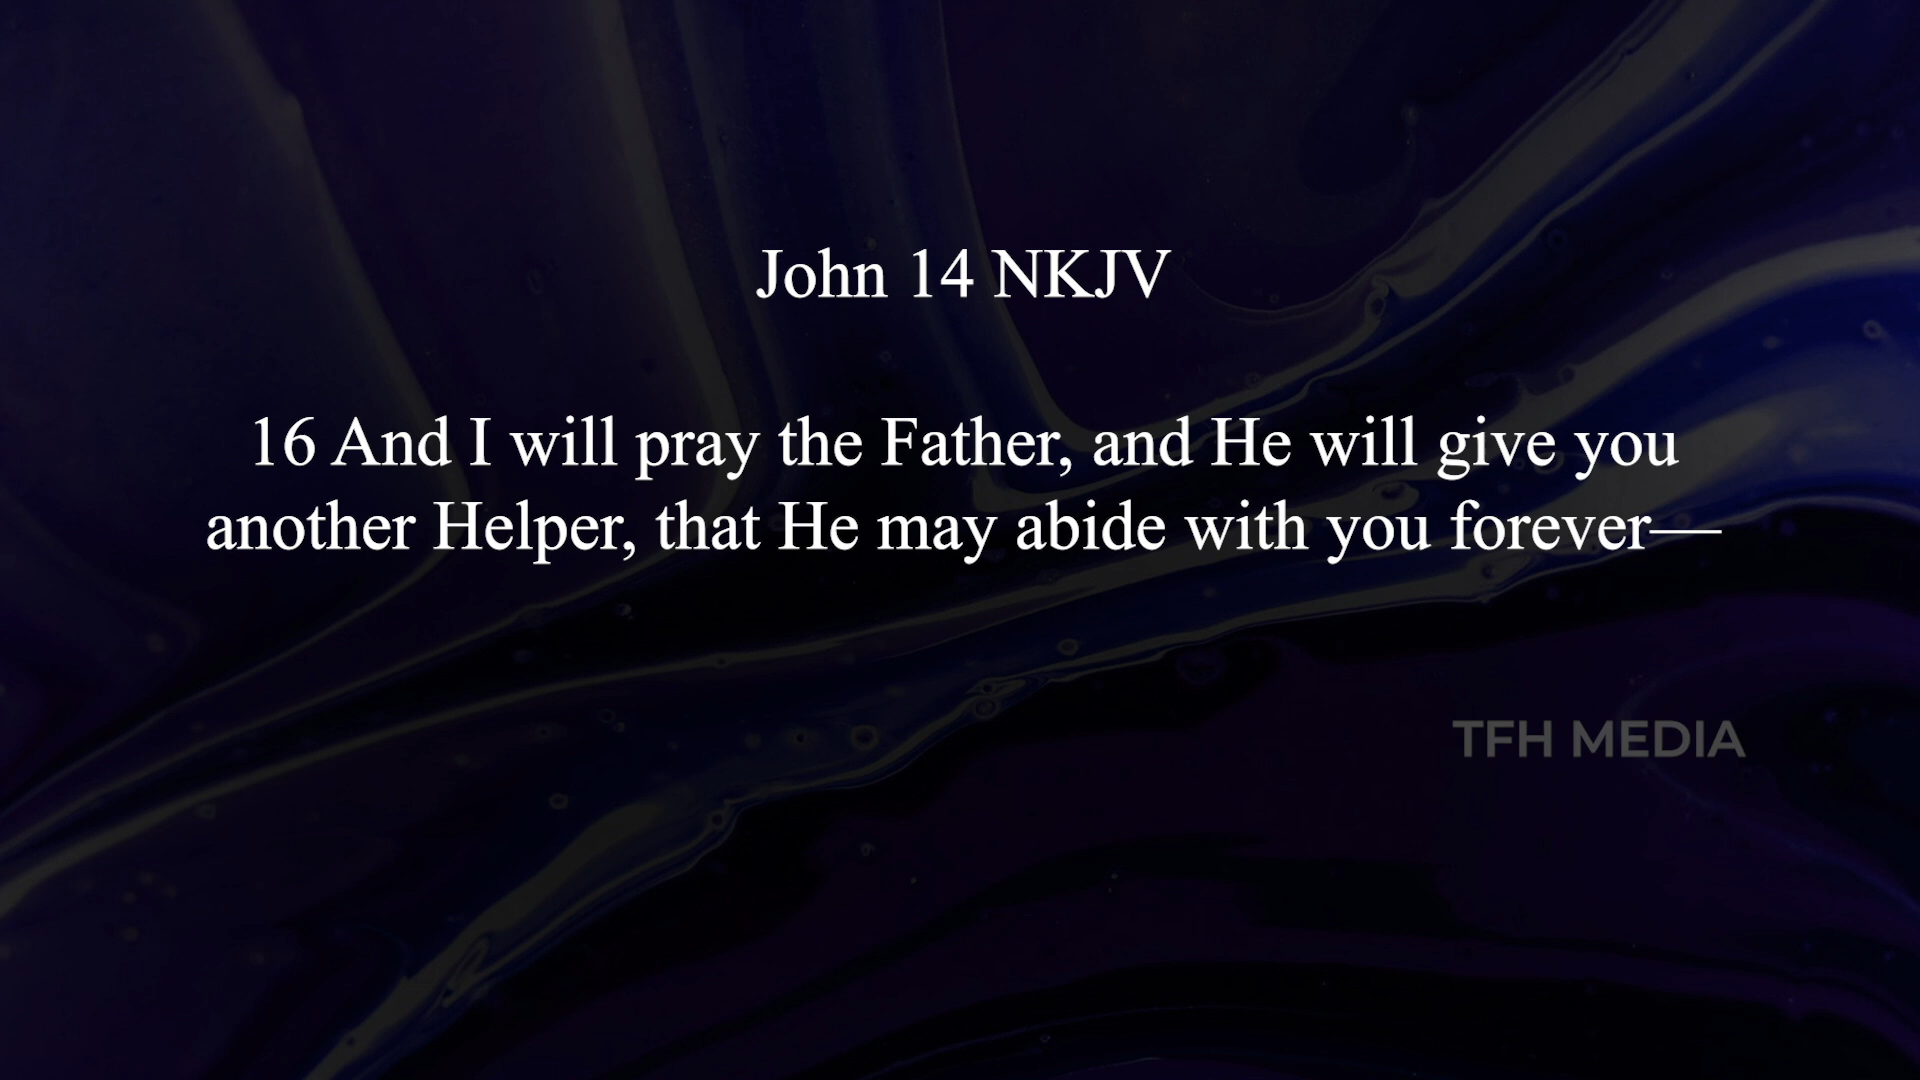 John 14 NKJV
16 And I will pray the Father, and He will give you
another Helper, that He may abide with you forever—
TFH MEDIA